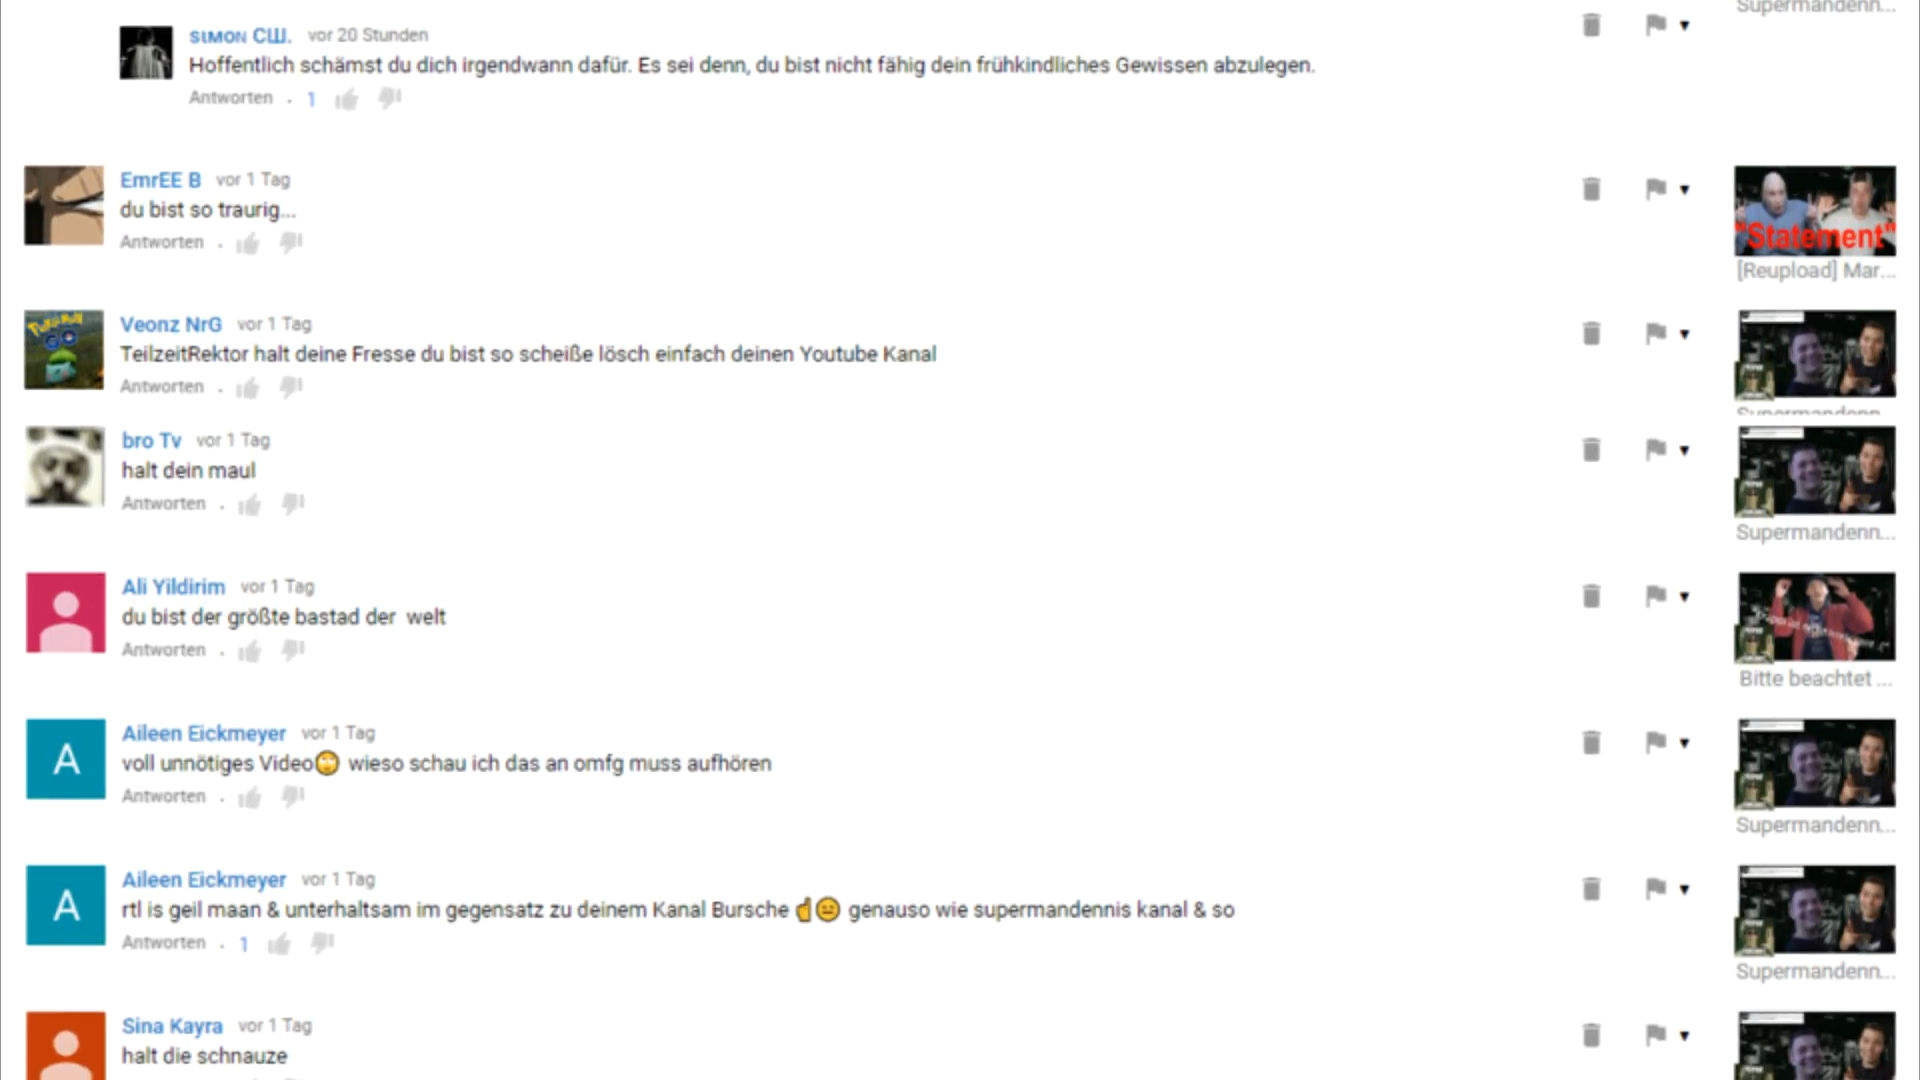 Supermandenn...
sɩмoɴ CШ. vor 20 Stunden
Hoffentlich schämst du dich irgendwann dafür. Es sei denn, du bist nicht fähig dein frühkindliches Gewissen abzulegen.
Antworten . 1
EmrEE B vor 1 Tag
du bist so traurig...
Antworten .
"Statement"
[Reupload] Mar...
Veonz NrG vor 1 Tag
TeilzeitRektor halt deine Fresse du bist so scheiße lösch einfach deinen Youtube Kanal
Antworten .
Supermandenn...
bro Tv vor 1 Tag
halt dein maul
Antworten .
Supermandenn...
Ali Yildirim vor 1 Tag
du bist der größte bastad der  welt
Antworten .
Bitte beachtet ...
A
Aileen Eickmeyer vor 1 Tag
voll unnötiges Video🙄 wieso schau ich das an omfg muss aufhören
Antworten .
Supermandenn...
A
Aileen Eickmeyer vor 1 Tag
rtl is geil maan & unterhaltsam im gegensatz zu deinem Kanal Bursche ☝😐 genauso wie supermandennis kanal & so
Antworten . 1
Supermandenn...
Sina Kayra vor 1 Tag
halt die schnauze